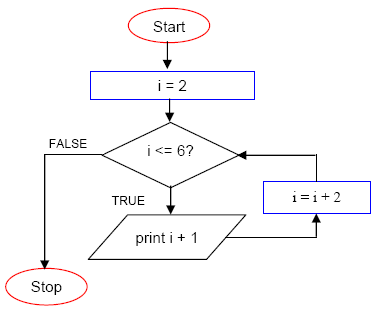 Start
i = 2
i <= 6?
FALSE
TRUE
print i + 1
i = i + 2
Stop